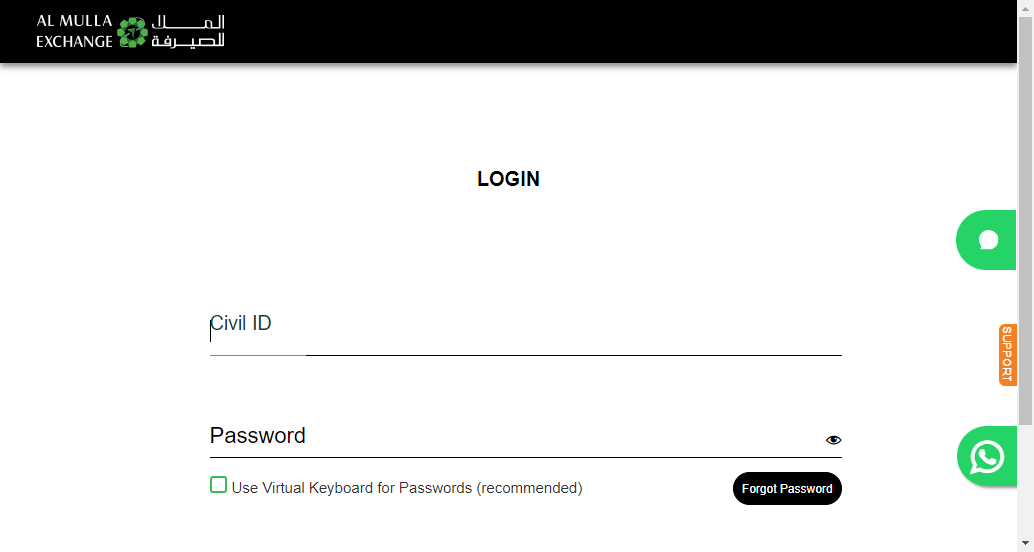 AL MULLA
EXCHANGE
الملا
للصيرفة
LOGIN
Civil ID
SUPPORT
Password
Use Virtual Keyboard for Passwords (recommended)
Forgot Password